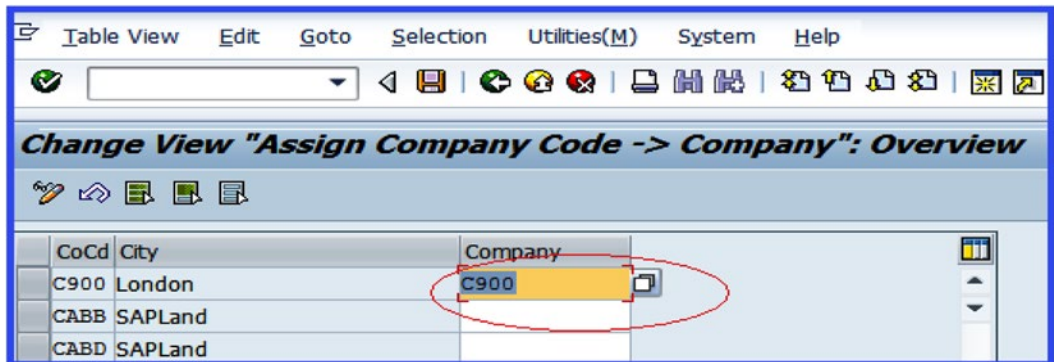 Table View Edit Goto Selection Utilities(M) System Help
Change View "Assign Company Code -> Company": Overview
CoCd City Company
C900 London C900
CABB SAPLand
CABD SAPLand